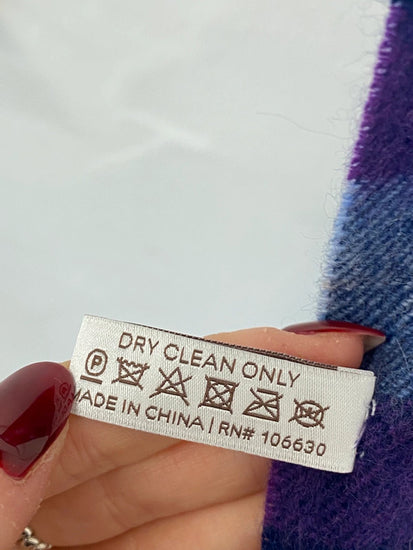 DRY CLEAN ONLY
P
MADE IN CHINA | RN# 106630